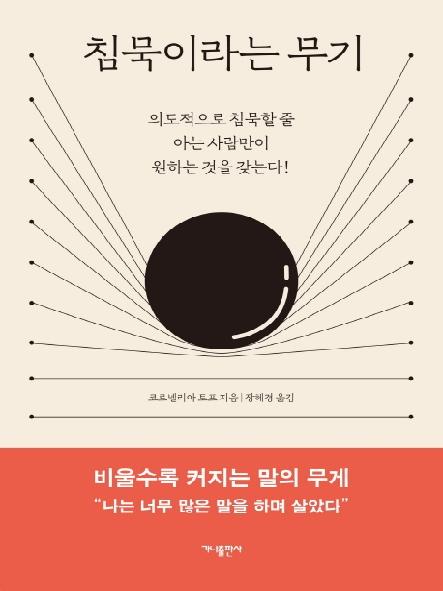 침묵이라는 무기
의도적으로 침묵할 줄
아는 사람만이
원하는 것을 갖는다!
코르넬리아 토프 지음 | 장혜경 옮김
비울수록 커지는 말의 무게
“나는 너무 많은 말을 하며 살았다”
가나출판사